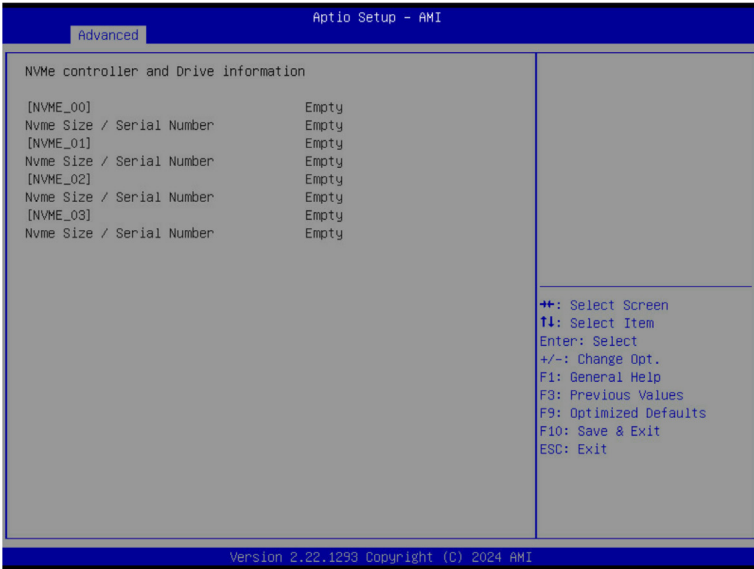 Aptio Setup – AMI
Advanced
NVMe controller and Drive information
[NVME_00] Empty
Nvme Size / Serial Number Empty
[NVME_01] Empty
Nvme Size / Serial Number Empty
[NVME_02] Empty
Nvme Size / Serial Number Empty
[NVME_03] Empty
Nvme Size / Serial Number Empty
→←: Select Screen
↑↓: Select Item
Enter: Select
+/-: Change Opt.
F1: General Help
F3: Previous Values
F9: Optimized Defaults
F10: Save & Exit
ESC: Exit
Version 2.22.1293 Copyright (C) 2024 AMI